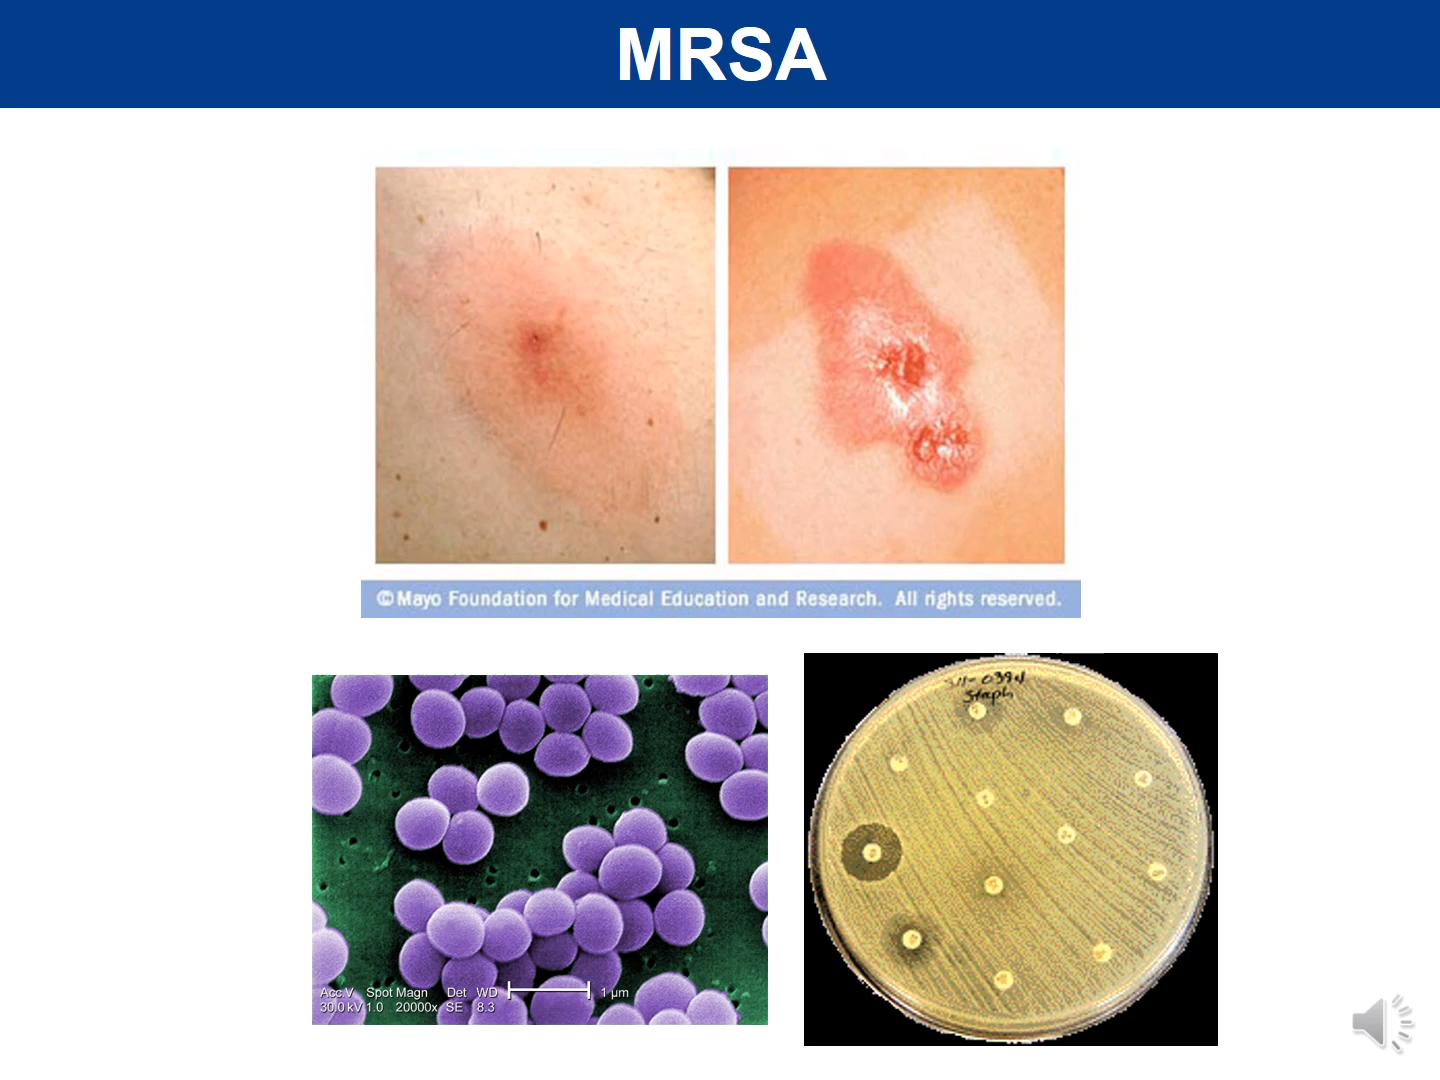 MRSA
© Mayo Foundation for Medical Education and Research. All rights reserved.
Staph
Acc.V Spot Magn Det WD 1 µm
30.0 kV 1.0 20000x SE 8.3